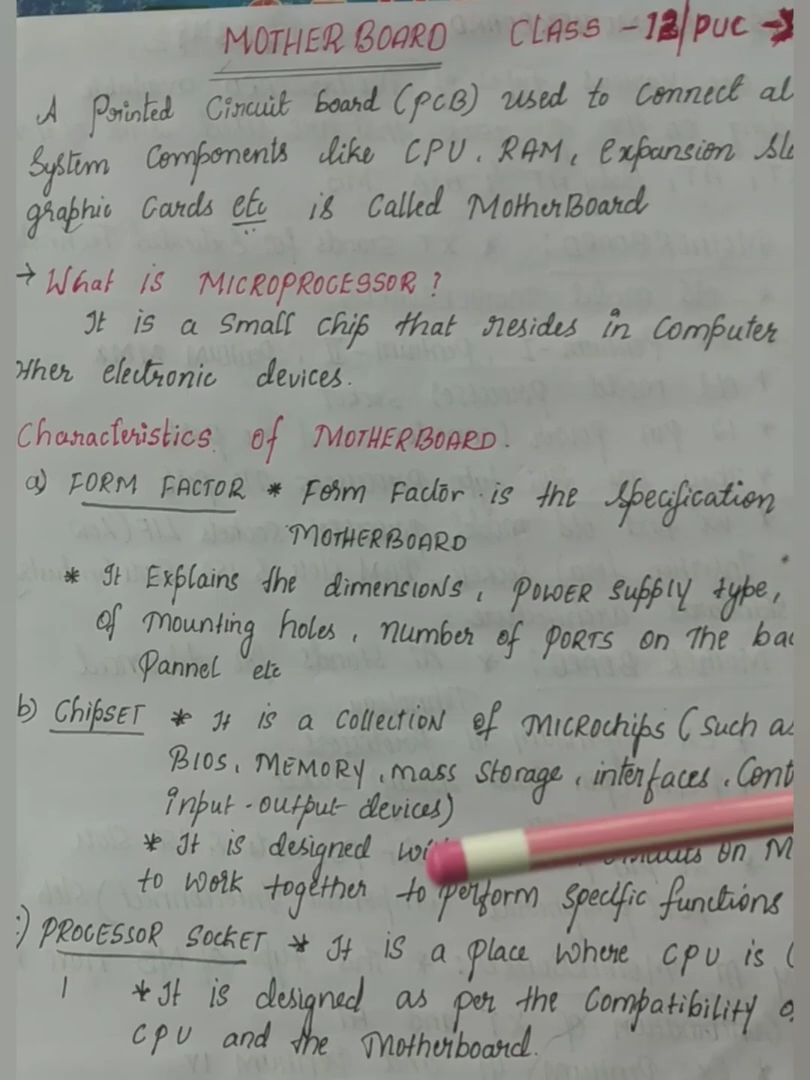 MOTHERBOARD CLASS - 12/PUC →
A Printed Circuit board (PCB) used to Connect al
System Components like CPU, RAM, Expansion Slo
graphic Cards etc is Called MotherBoard
→ What is MICROPROCESSOR?
It is a Small chip that resides in Computer
other electronic devices.
Characteristics of MOTHERBOARD.
a) FORM FACTOR * Form Factor is the specification
MOTHERBOARD
* It Explains the dimensions, POWER supply type,
of mounting holes, number of PORTS on The bac
Pannel etc
b) ChipSET * It is a Collection of MICROchips (such as
BIOS, MEMORY, mass storage, interfaces, Cont
input-output devices)
* It is designed on M
to work together to perform specific functions
:) PROCESSOR SOCKET * It is a place where CPU is (
* It is designed as per the Compatibility o
CPU and the Motherboard.